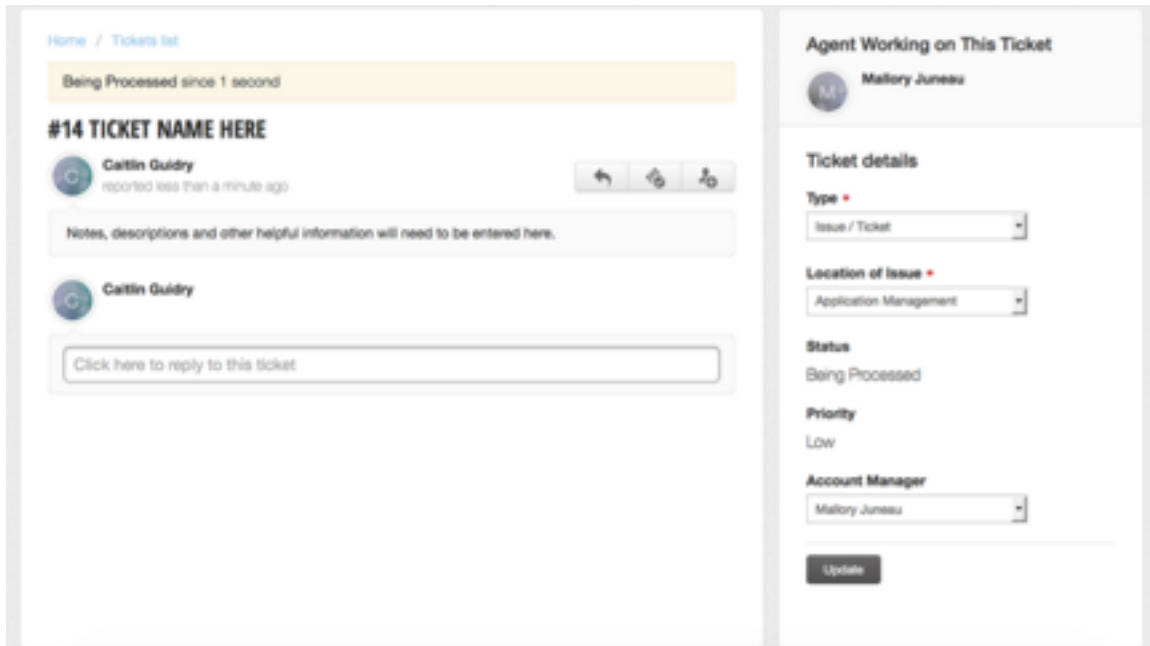 Home / Tickets list
Being Processed since 1 second
#14 TICKET NAME HERE
C
Caitlin Guidry
reported less than a minute ago
Notes, descriptions and other helpful information will need to be entered here.
C
Caitlin Guidry
Click here to reply to this ticket
Agent Working on This Ticket
M
Mallory Juneau
Ticket details
Type *
Issue / Ticket
Location of Issue *
Application Management
Status
Being Processed
Priority
Low
Account Manager
Mallory Juneau
Update